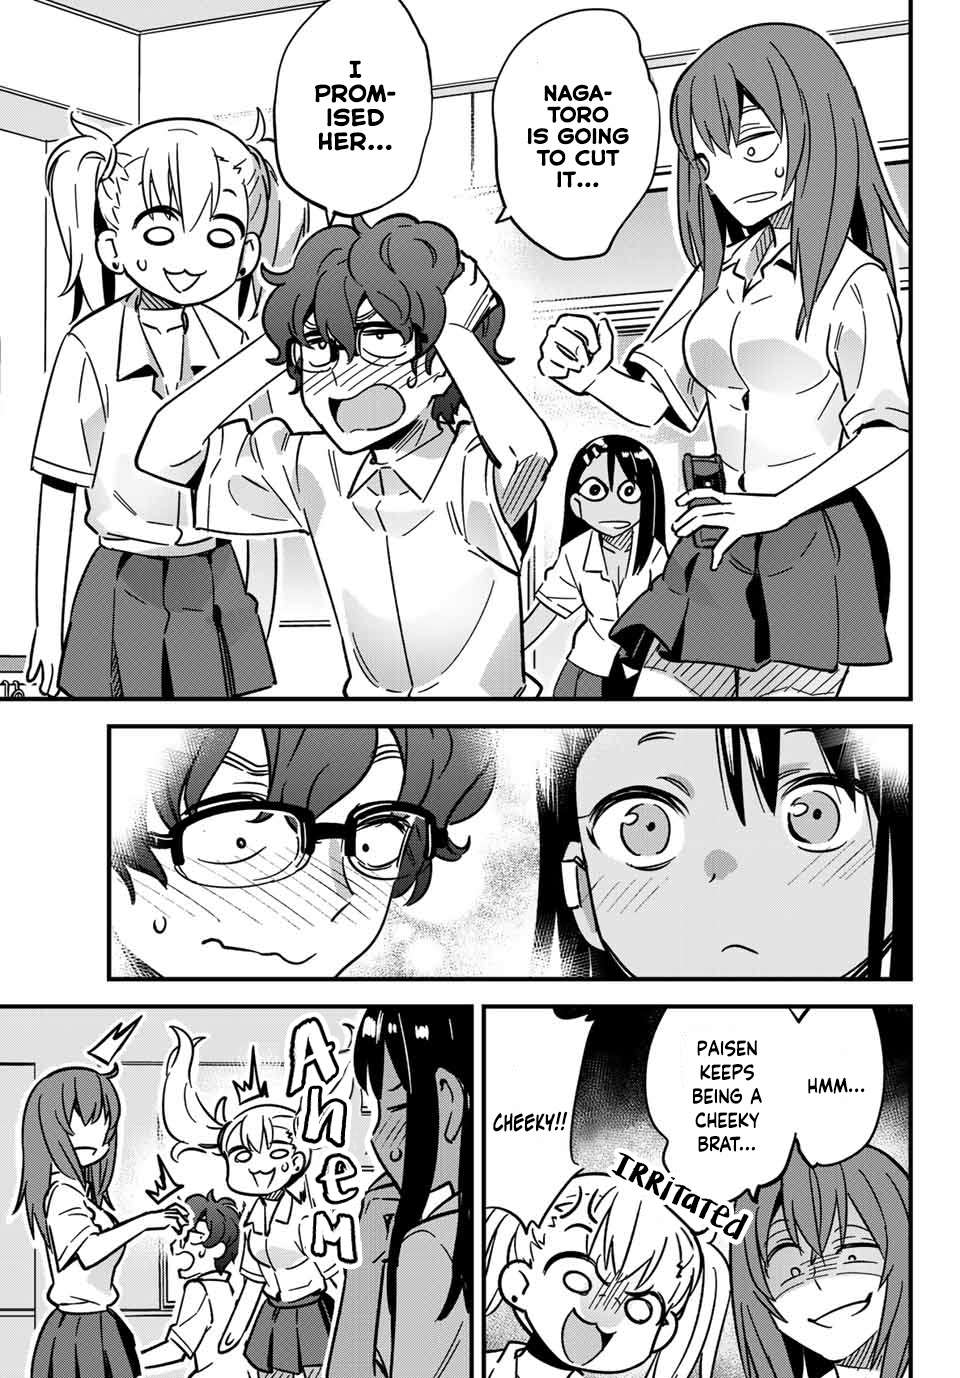 NAGA-
TORO
IS GOING
TO CUT
IT...
I
PROM-
ISED
HER...
HMM...
PAISEN
KEEPS
BEING A
CHEEKY
BRAT...
CHEEKY!!
IRRITATED
AHEM